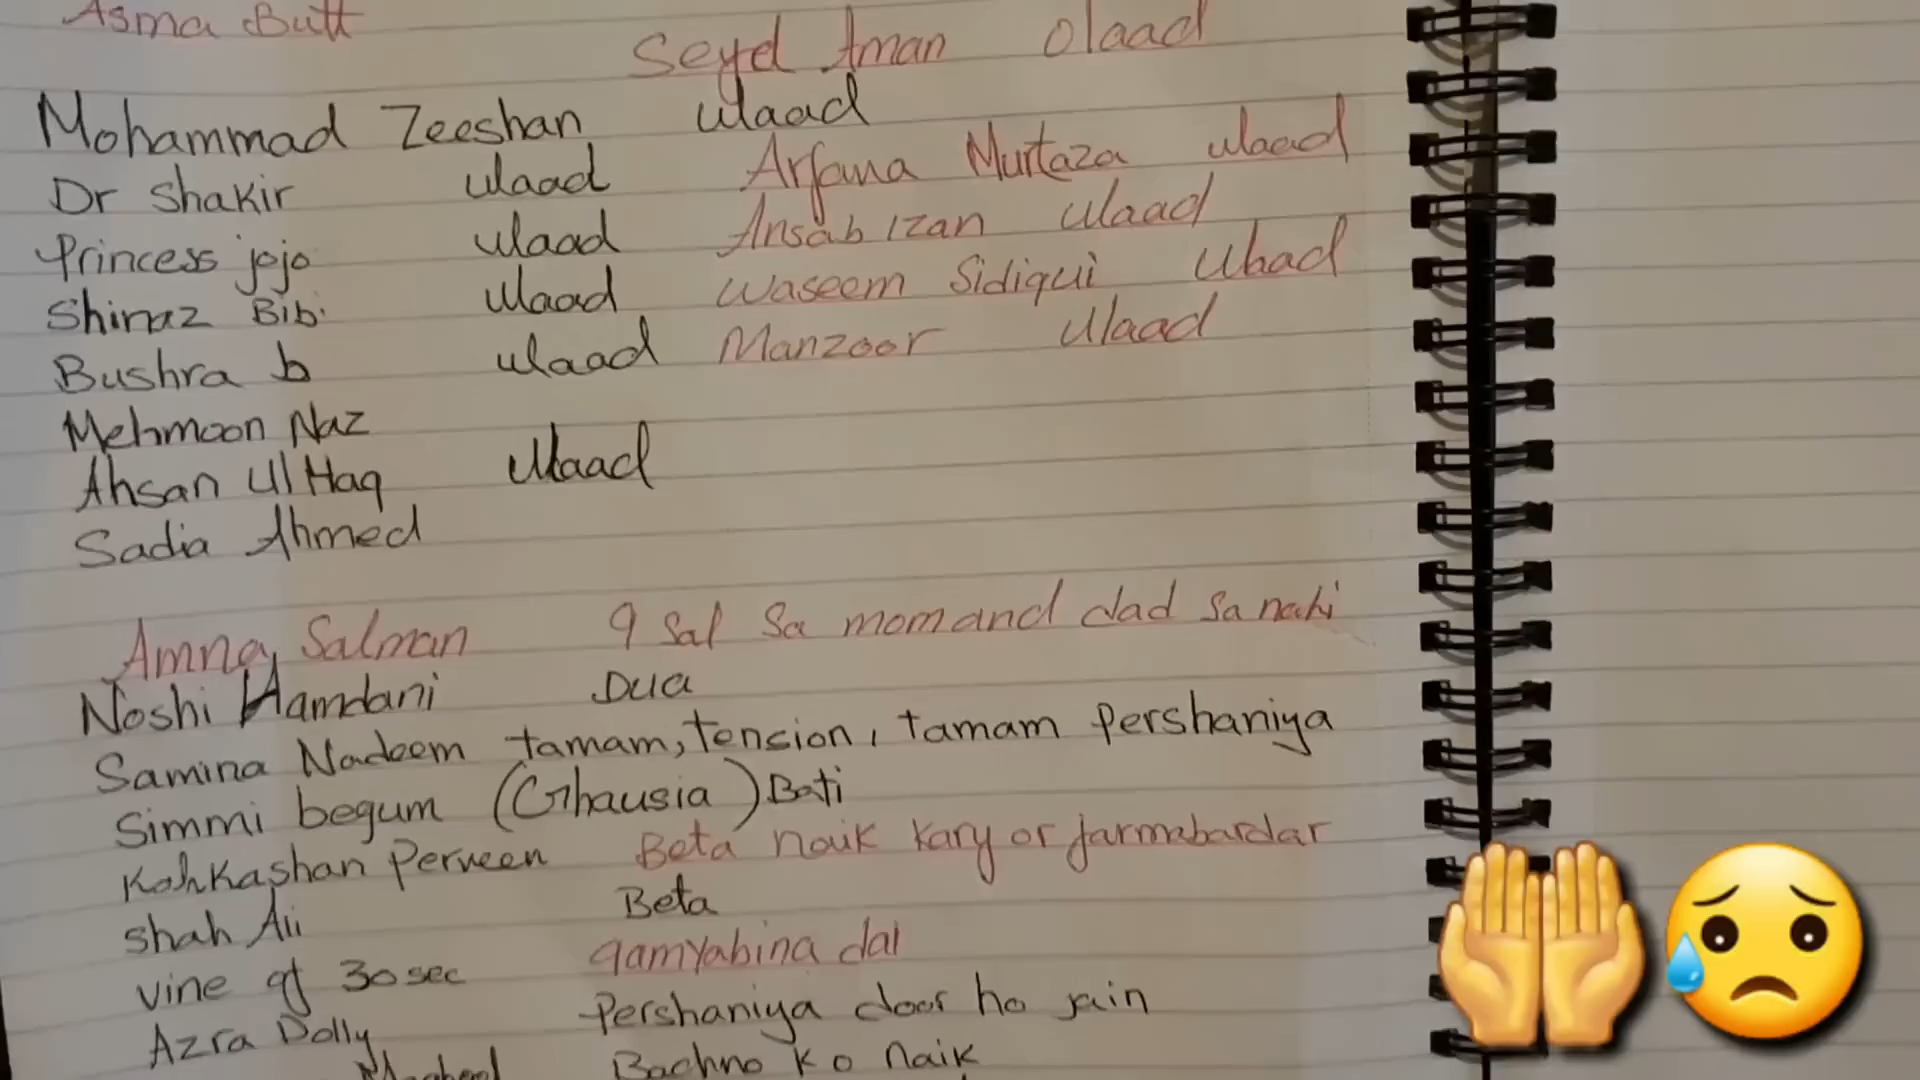 Asma Butt
Seyed Aman olaad
Mohammad Zeeshan ulaad
Dr Shakir ulaad Arfana Murtaza ulaad
Princess jojo ulaad Ansab Izan ulaad
Shiraz Bibi ulaad Waseem Sidiqui ulaad
Bushra b ulaad Manzoor ulaad
Mehmoon Naz
Ahsan Ul Haq ulaad
Sadia Ahmed
Amna Salman 9 sal sa mom and dad sa nahi
Noshi Hamdani Dua
Samina Nadeem tamam, tension, tamam pershaniya
Simmi begum (Ghausia) Bati
Kohkashan Perveen Beta naik kary or farmabardar
Shah Ali Beta
Vine of 30 sec qamyabina dal
Azra Dolly Pershaniya door ho jain
Bachno ko naik